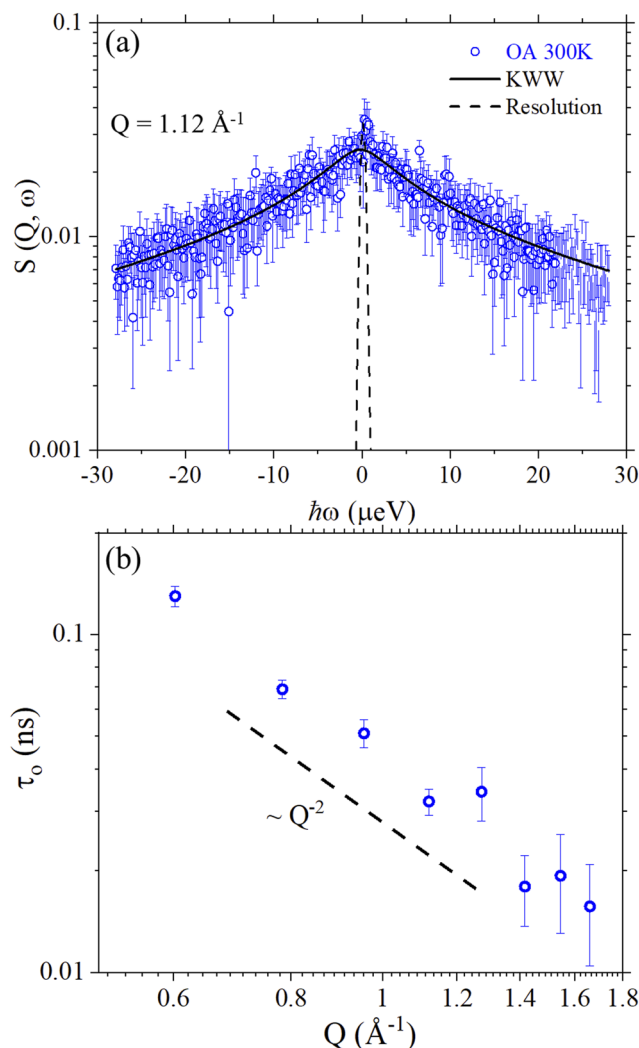 0.1
(a)
OA 300K
KWW
Resolution
Q = 1.12 Å⁻¹
S (Q, ω)
0.01
0.001
-30 -20 -10 0 10 20 30
ħω (μeV)
(b)
0.1
τₒ (ns)
~ Q⁻²
0.01
0.6 0.8 1 1.2 1.4 1.6 1.8
Q (Å⁻¹)